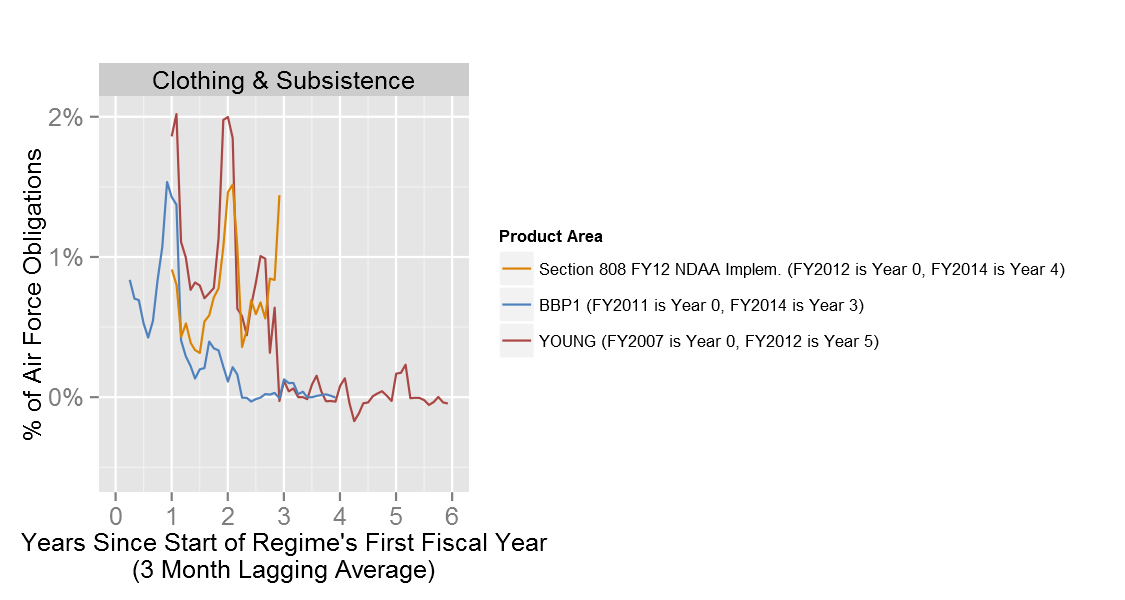 Clothing & Subsistence
2%
1%
0%
% of Air Force Obligations
0 1 2 3 4 5 6
Years Since Start of Regime's First Fiscal Year
(3 Month Lagging Average)
Product Area
Section 808 FY12 NDAA Implem. (FY2012 is Year 0, FY2014 is Year 4)
BBP1 (FY2011 is Year 0, FY2014 is Year 3)
YOUNG (FY2007 is Year 0, FY2012 is Year 5)